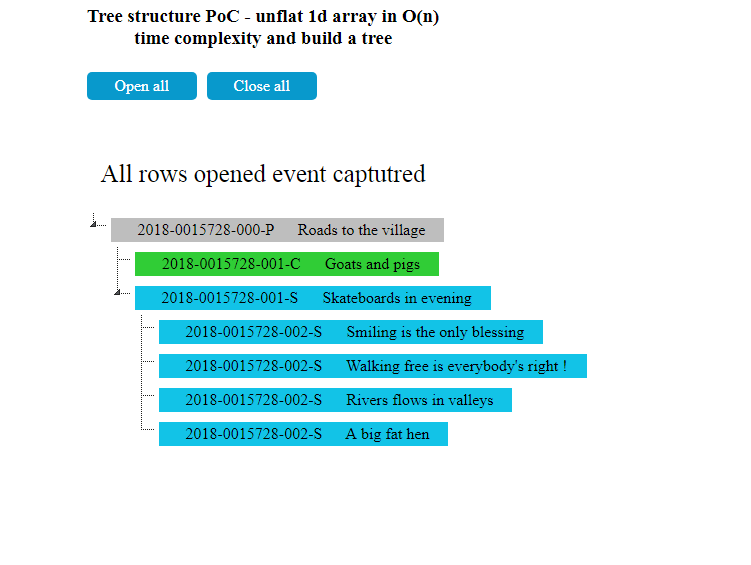 Tree structure PoC - unflat 1d array in O(n)
time complexity and build a tree
Open all Close all
All rows opened event captutred
2018-0015728-000-P Roads to the village
2018-0015728-001-C Goats and pigs
2018-0015728-001-S Skateboards in evening
2018-0015728-002-S Smiling is the only blessing
2018-0015728-002-S Walking free is everybody's right !
2018-0015728-002-S Rivers flows in valleys
2018-0015728-002-S A big fat hen